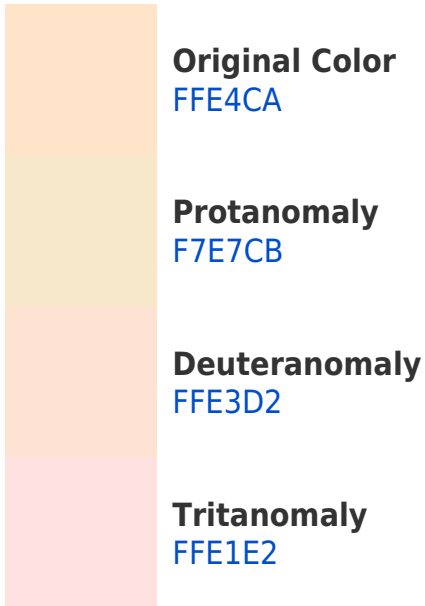 Original Color
FFE4CA
Protanomaly
F7E7CB
Deuteranomaly
FFE3D2
Tritanomaly
FFE1E2